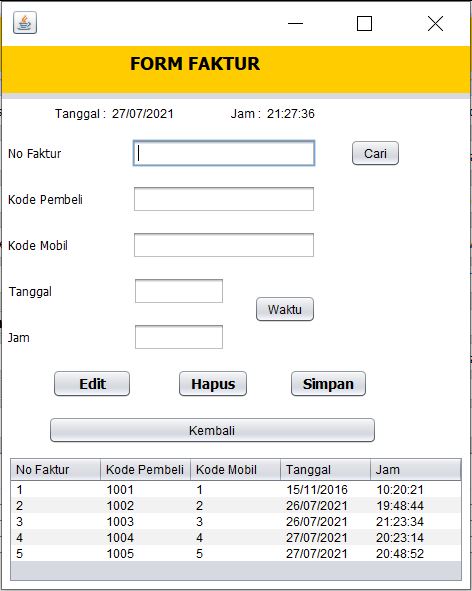 FORM FAKTUR
Tanggal : 27/07/2021 Jam : 21:27:36
No Faktur Cari
Kode Pembeli
Kode Mobil
Tanggal
Waktu
Jam
Edit Hapus Simpan
Kembali
No Faktur Kode Pembeli Kode Mobil Tanggal Jam
1 1001 1 15/11/2016 10:20:21
2 1002 2 26/07/2021 19:48:44
3 1003 3 26/07/2021 21:23:34
4 1004 4 27/07/2021 20:23:14
5 1005 5 27/07/2021 20:48:52